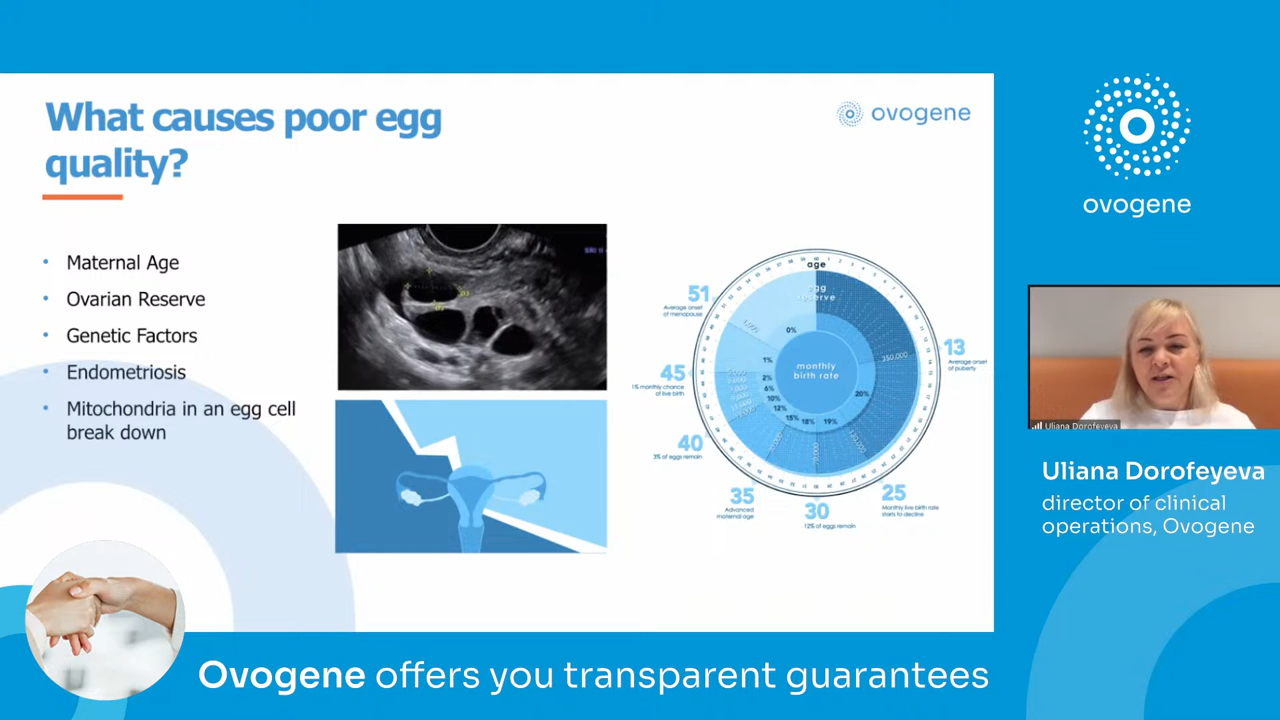 What causes poor egg
quality?
ovogene
• Maternal Age
• Ovarian Reserve
• Genetic Factors
• Endometriosis
• Mitochondria in an egg cell
break down
age
egg
reserve
monthly
birth rate
0%
1%
2%
6%
10%
12%
15%
18%
19%
20%
350,000
51
Average onset
of menopause
45
1% monthly chance
of live birth
40
3% of eggs remain
35
Advanced
maternal age
30
12% of eggs remain
25
Monthly live birth rate
starts to decline
13
Average onset
of puberty
ovogene
Uliana Dorofeyeva
Uliana Dorofeyeva
director of clinical
operations, Ovogene
Ovogene offers you transparent guarantees